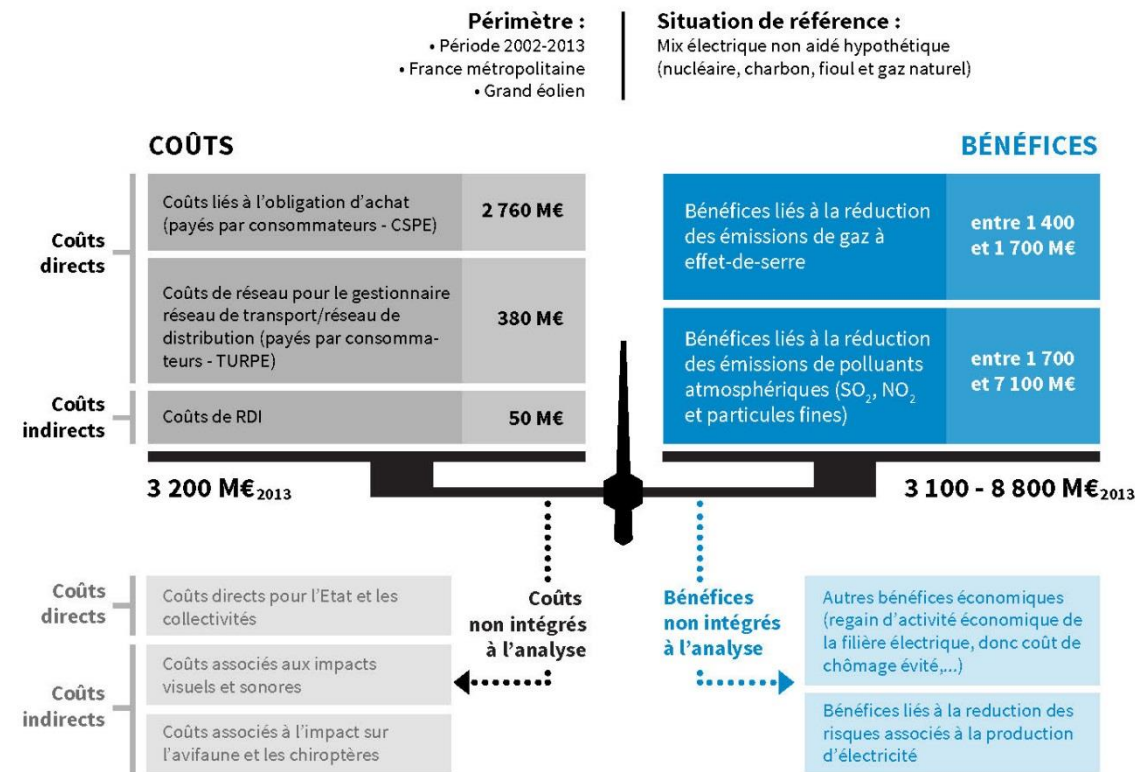 Périmètre :
• Période 2002-2013
• France métropolitaine
• Grand éolien
Situation de référence :
Mix électrique non aidé hypothétique
(nucléaire, charbon, fioul et gaz naturel)
COÛTS
Coûts
directs
Coûts liés à l'obligation d'achat
(payés par consommateurs - CSPE)
2 760 M€
Coûts de réseau pour le gestionnaire
réseau de transport/réseau de
distribution (payés par consomma-
teurs - TURPE)
380 M€
Coûts
indirects
Coûts de RDI
50 M€
3 200 M€2013
BÉNÉFICES
Bénéfices liés à la réduction
des émissions de gaz à
effet-de-serre
entre 1 400
et 1 700 M€
Bénéfices liés à la réduction
des émissions de polluants
atmosphériques (SO2, NO2
et particules fines)
entre 1 700
et 7 100 M€
3 100 - 8 800 M€2013
Coûts
directs
Coûts directs pour l'Etat et les
collectivités
Coûts
indirects
Coûts associés aux impacts
visuels et sonores
Coûts associés à l'impact sur
l'avifaune et les chiroptères
Coûts
non intégrés
à l'analyse
Bénéfices
non intégrés
à l'analyse
Autres bénéfices économiques
(regain d'activité économique de
la filière électrique, donc coût de
chômage évité,...)
Bénéfices liés à la reduction des
risques associés à la production
d'électricité